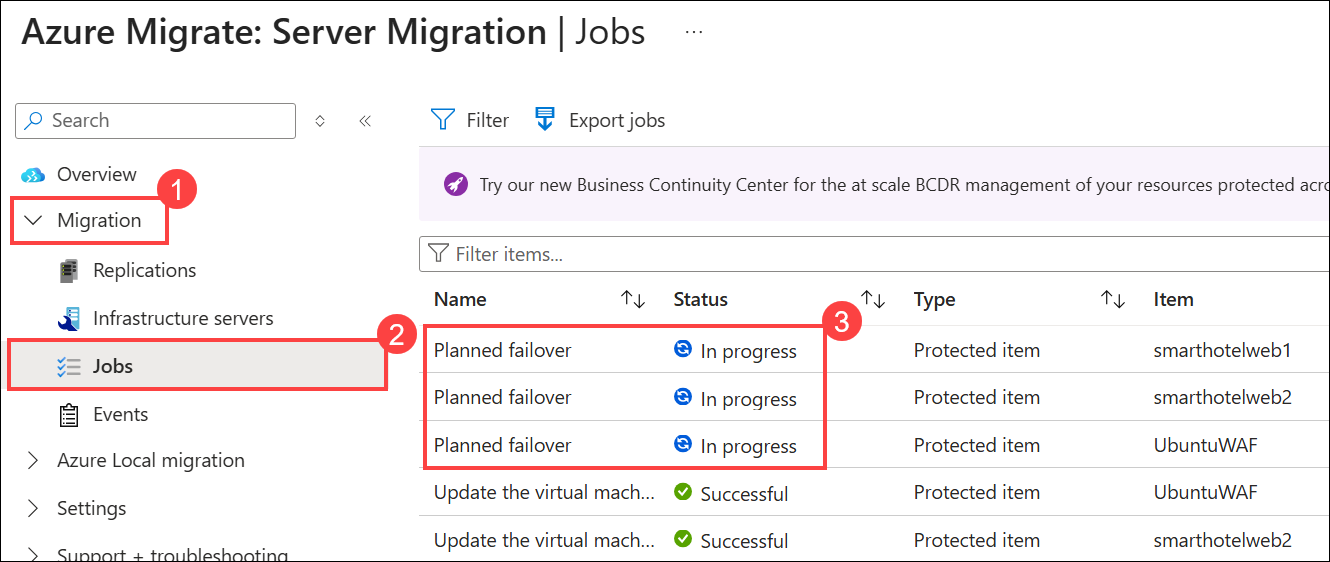 Azure Migrate: Server Migration | Jobs ...
Search
Overview
1
Migration
Replications
Infrastructure servers
2
Jobs
Events
Azure Local migration
Settings
Support + troubleshooting
Filter
Export jobs
Try our new Business Continuity Center for the at scale BCDR management of your resources protected acro
Filter items...
Name Status Type Item
3
Planned failover In progress Protected item smarthotelweb1
Planned failover In progress Protected item smarthotelweb2
Planned failover In progress Protected item UbuntuWAF
Update the virtual mach... Successful Protected item UbuntuWAF
Update the virtual mach... Successful Protected item smarthotelweb2